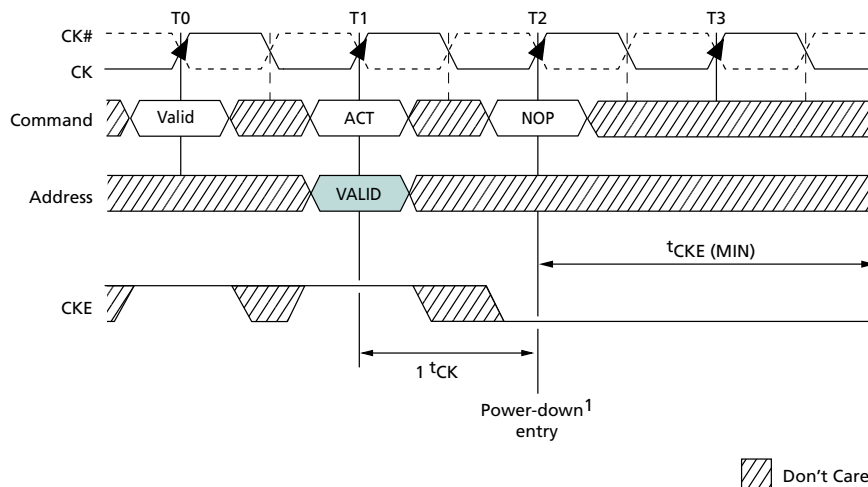 T0 T1 T2 T3
CK#
CK
Command Valid ACT NOP
Address VALID
tCKE (MIN)
CKE
1 tCK
Power-down1
entry
Don't Care